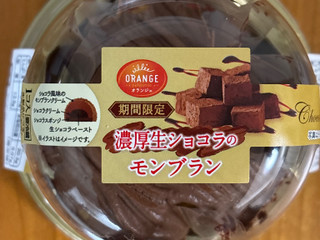 ORANGE
オランジェ
期間限定
濃厚生ショコラの
モンブラン
ショコラ風味の
モンブランクリーム
ショコラクリーム
ショコラスポンジ
生ショコラペースト
※イラストはイメージです。